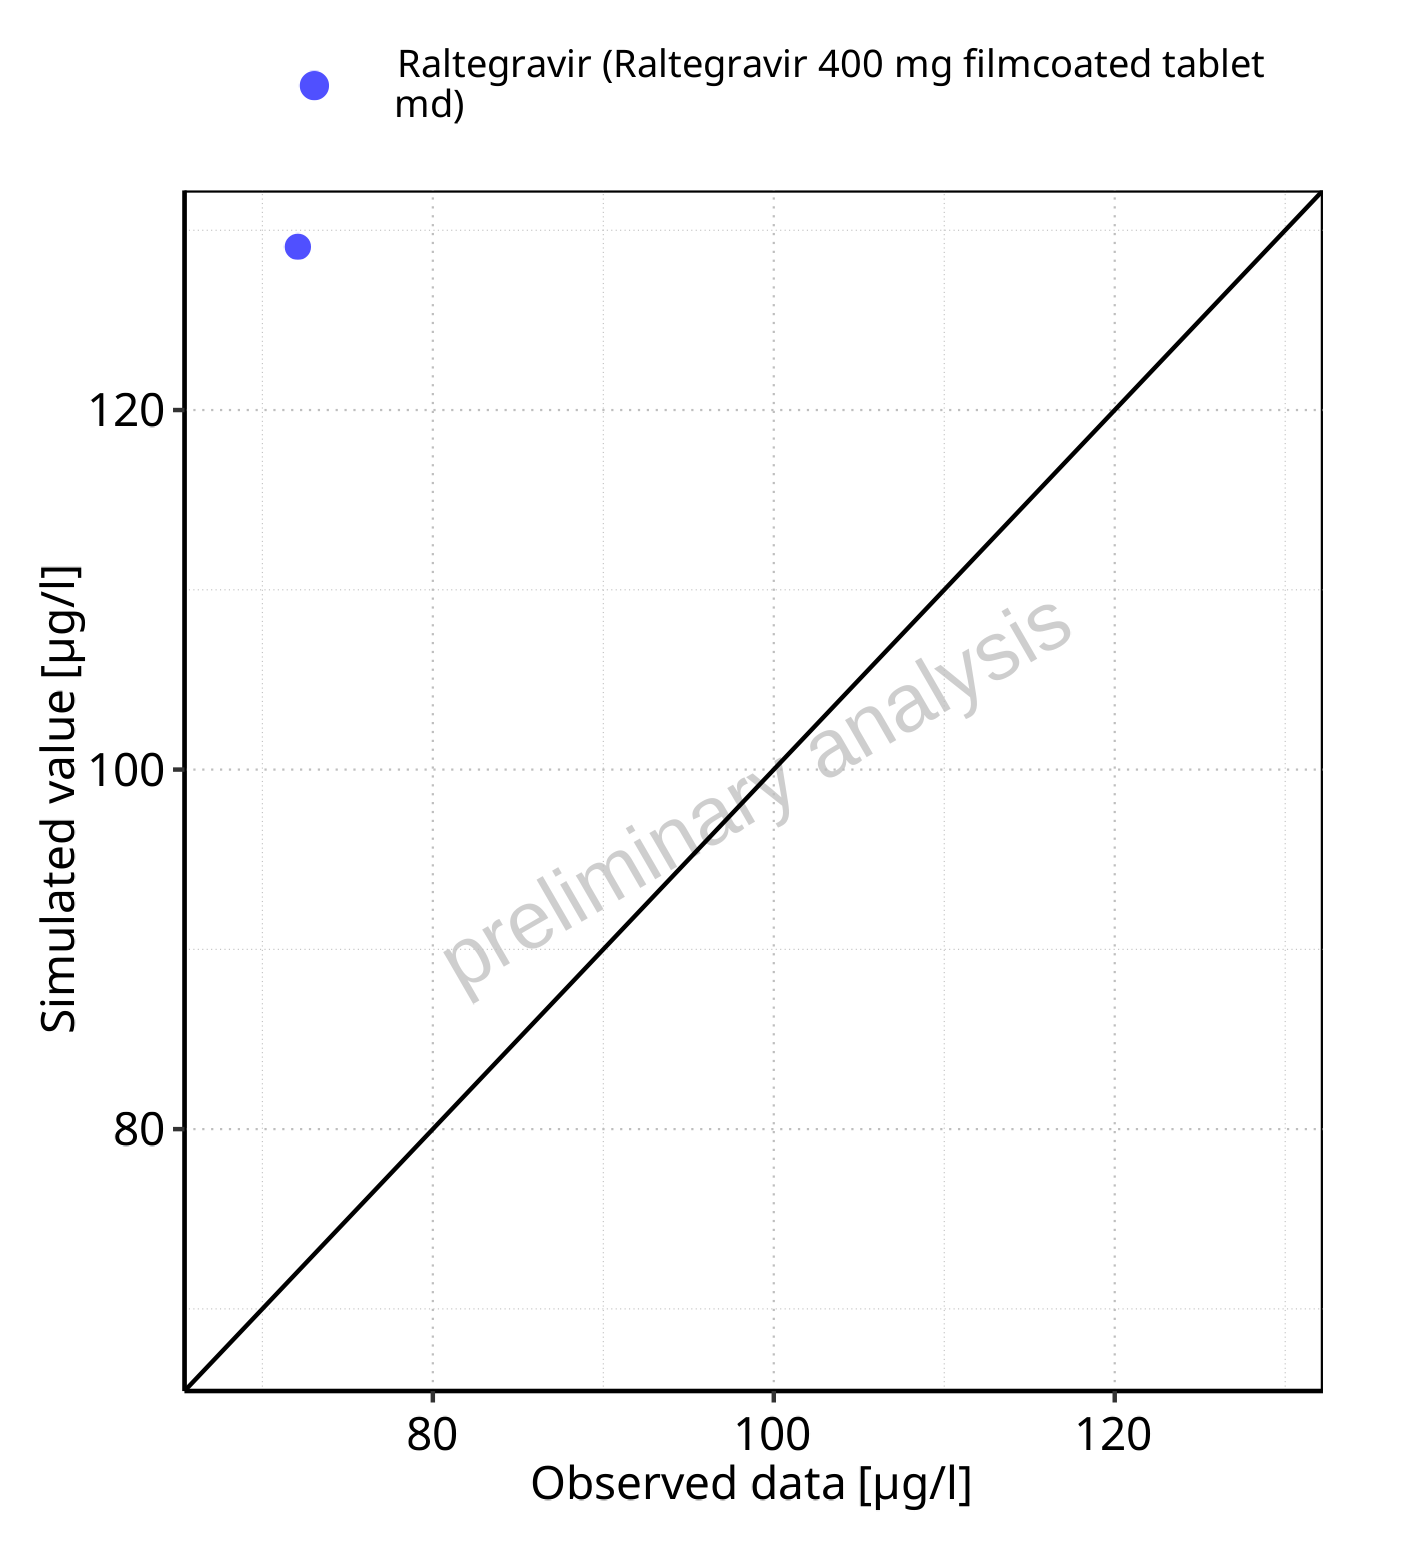 Raltegravir (Raltegravir 400 mg filmcoated tablet
md)
120
100
80
Simulated value [µg/l]
preliminary analysis
80 100 120
Observed data [µg/l]